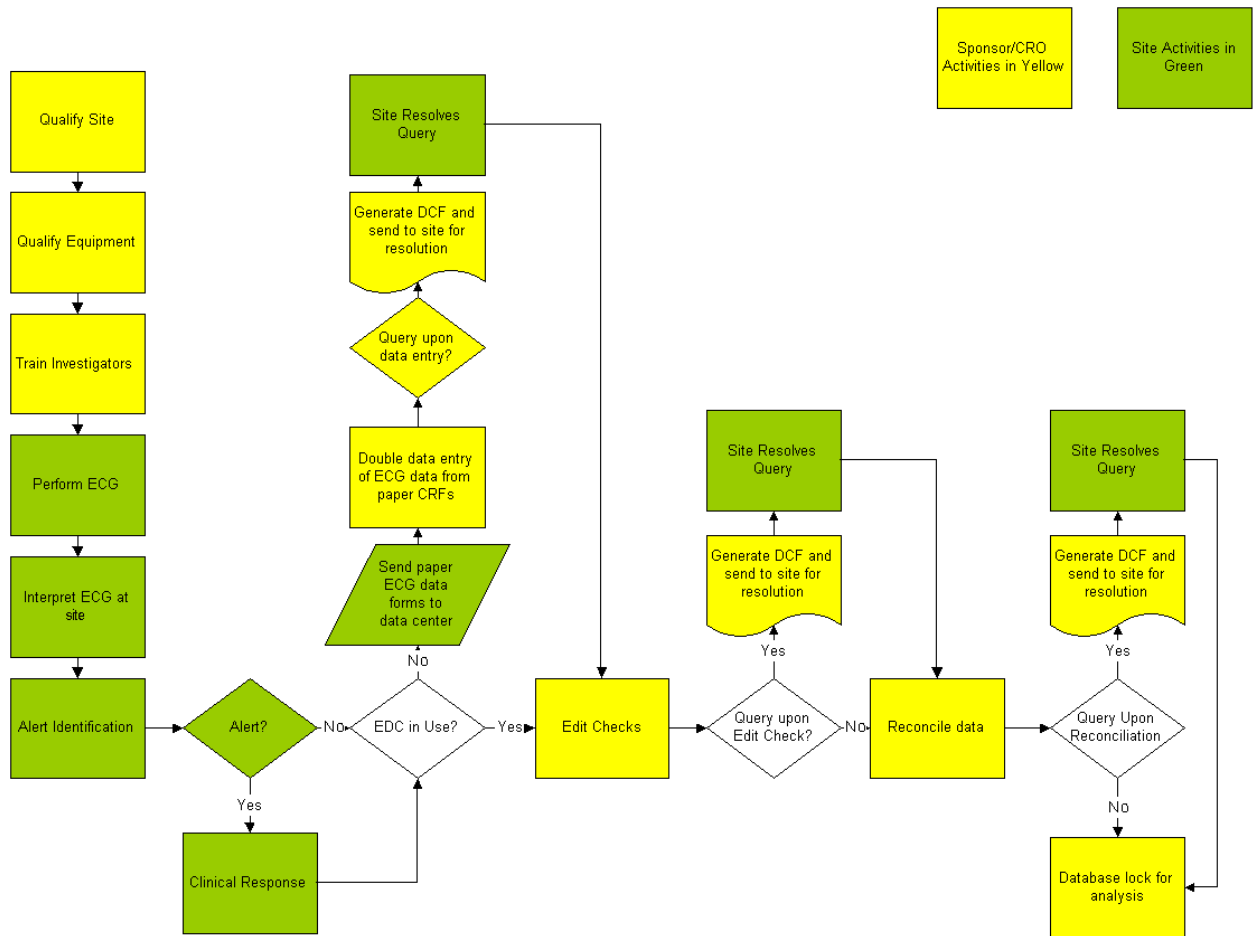 Sponsor/CRO
Activities in Yellow
Site Activities in
Green
Qualify Site
Qualify Equipment
Train Investigators
Perform ECG
Interpret ECG at
site
Alert Identification
Alert?
No
Yes
Clinical Response
EDC in Use?
No
Yes
Send paper
ECG data
forms to
data center
Double data entry
of ECG data from
paper CRFs
Query upon
data entry?
Generate DCF and
send to site for
resolution
Site Resolves
Query
Edit Checks
Query upon
Edit Check?
Yes
No
Generate DCF and
send to site for
resolution
Site Resolves
Query
Reconcile data
Query Upon
Reconciliation
Yes
No
Generate DCF and
send to site for
resolution
Site Resolves
Query
Database lock for
analysis